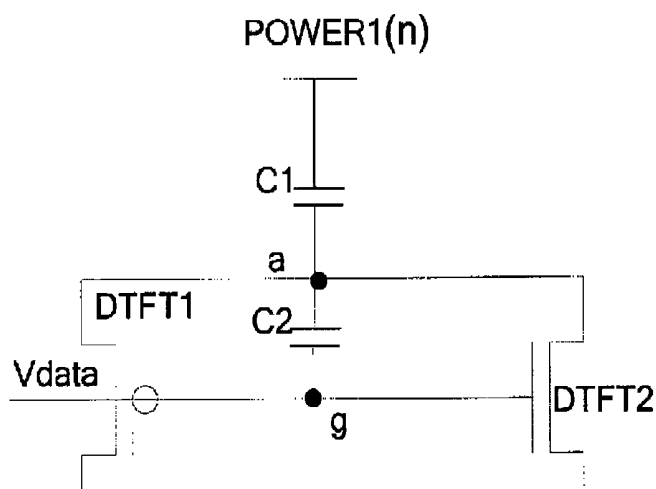 POWER1(n)
C1
a
DTFT1
C2
Vdata
g
DTFT2